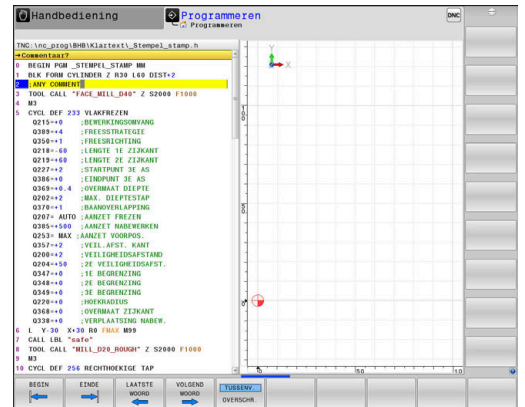 Handbediening
Programmeren
Programmeren
DNC
TNC:\nc_prog\BHB\Klartext\_Stempel_stamp.h
→Commentaar?
0 BEGIN PGM _STEMPEL_STAMP MM
1 BLK FORM CYLINDER Z R30 L60 DIST+2
2 ;ANY COMMENT
3 TOOL CALL "FACE_MILL_D40" Z S2000 F1000
4 M3
5 CYCL DEF 233 VLAKFREZEN
Q215=+0 ;BEWERKINGSOMVANG
Q389=+4 ;FREESSTRATEGIE
Q350=+1 ;FREESRICHTING
Q218=-60 ;LENGTE 1E ZIJKANT
Q219=+60 ;LENGTE 2E ZIJKANT
Q227=+2 ;STARTPUNT 3E AS
Q386=+0 ;EINDPUNT 3E AS
Q369=+0.4 ;OVERMAAT DIEPTE
Q202=+2 ;MAX. DIEPTESTAP
Q370=+1 ;BAANOVERLAPPING
Q207= AUTO ;AANZET FREZEN
Q385=+500 ;AANZET NABEWERKEN
Q253= MAX ;AANZET VOORPOS.
Q357=+2 ;VEIL.AFST. KANT
Q200=+2 ;VEILIGHEIDSAFSTAND
Q204=+50 ;2E VEILIGHEIDSAFST.
Q347=+0 ;1E BEGRENZING
Q348=+0 ;2E BEGRENZING
Q349=+0 ;3E BEGRENZING
Q220=+0 ;HOEKRADIUS
Q368=+0 ;OVERMAAT ZIJKANT
Q338=+0 ;VERPLAATSING NABEW.
6 L Y-30 X+30 R0 FMAX M99
7 CALL LBL "safe"
8 TOOL CALL "MILL_D20_ROUGH" Z S2000 F1000
9 M3
10 CYCL DEF 256 RECHTHOEKIGE TAP
Y
X
100
50
0
0
50
10
BEGIN
EINDE
LAATSTE WOORD
VOLGEND WOORD
TUSSENV.
OVERSCHR.